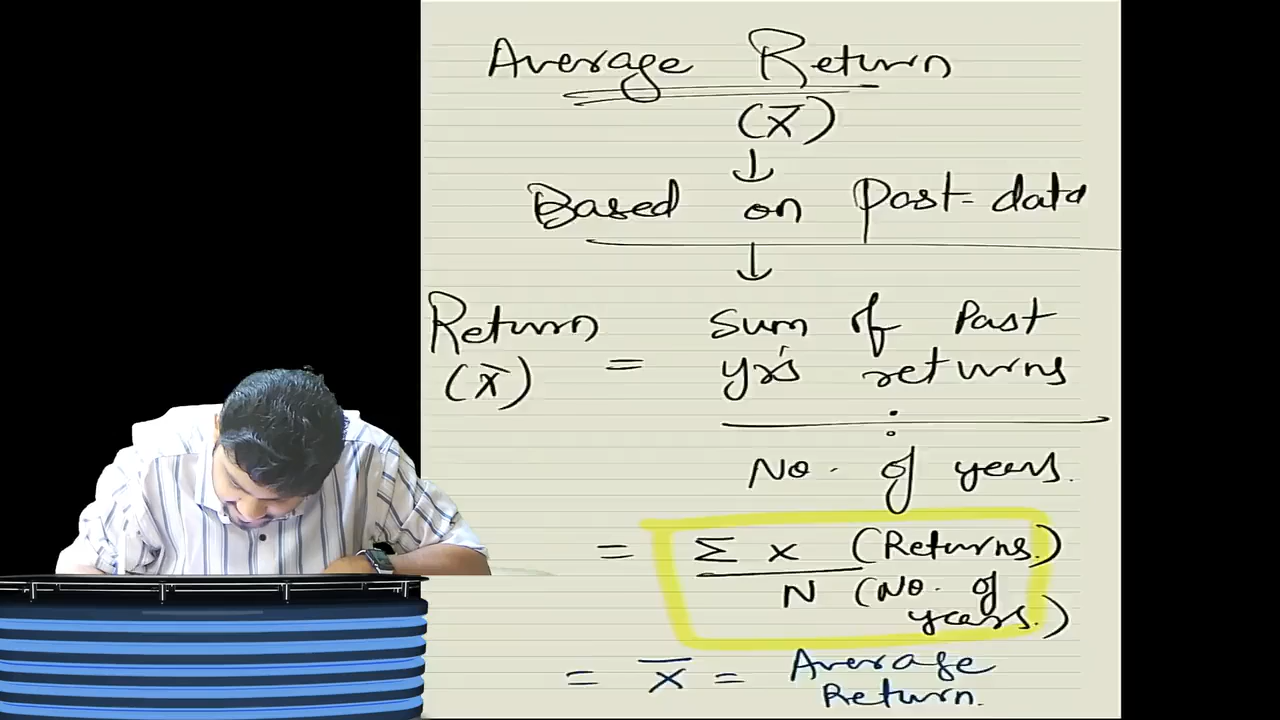 Average Return
(x̄)
↓
Based on Past-data
↓
Return (x̄) = Sum of Past
yrs' returns
÷
No. of years.
= Σ x (Returns.)
N (No. of
years.)
= x̄ = Average
Return.